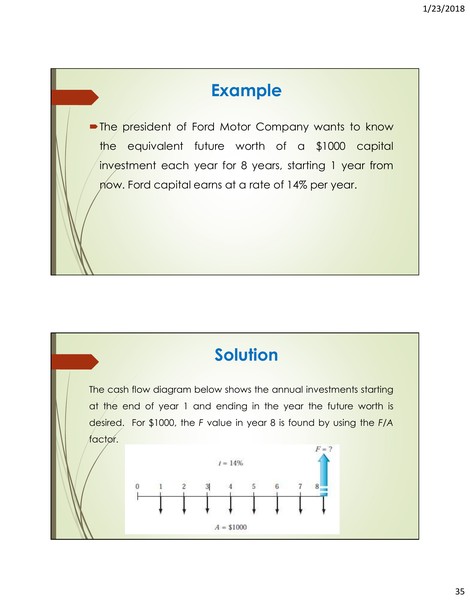 1/23/2018
Example
The president of Ford Motor Company wants to know
the equivalent future worth of a $1000 capital
investment each year for 8 years, starting 1 year from
now. Ford capital earns at a rate of 14% per year.
Solution
The cash flow diagram below shows the annual investments starting
at the end of year 1 and ending in the year the future worth is
desired. For $1000, the F value in year 8 is found by using the F/A
factor.
F = ?
i = 14%
0 1 2 3 4 5 6 7 8
A = $1000
35